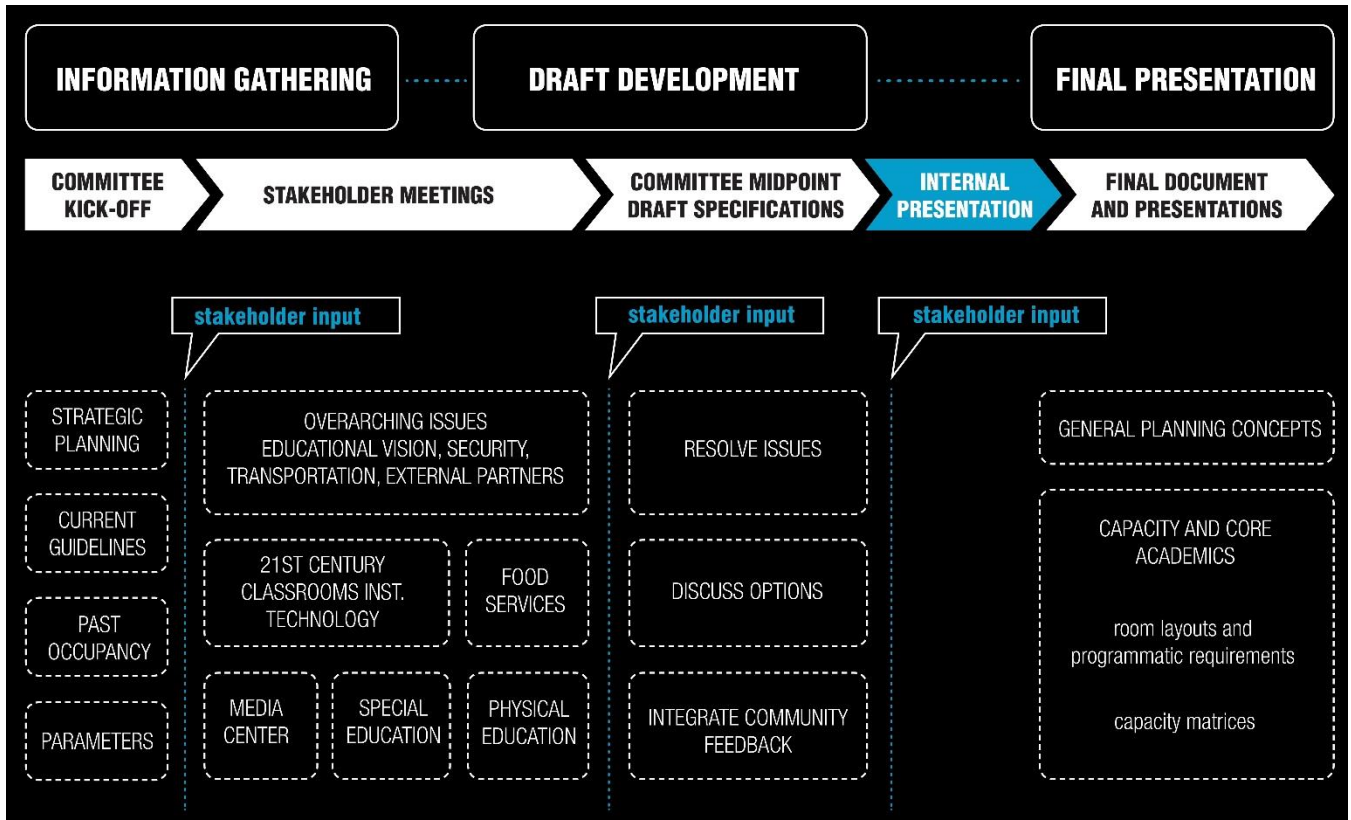 INFORMATION GATHERING
DRAFT DEVELOPMENT
FINAL PRESENTATION
COMMITTEE
KICK-OFF
STAKEHOLDER MEETINGS
COMMITTEE MIDPOINT
DRAFT SPECIFICATIONS
INTERNAL
PRESENTATION
FINAL DOCUMENT
AND PRESENTATIONS
stakeholder input
stakeholder input
stakeholder input
STRATEGIC
PLANNING
CURRENT
GUIDELINES
PAST
OCCUPANCY
PARAMETERS
OVERARCHING ISSUES
EDUCATIONAL VISION, SECURITY,
TRANSPORTATION, EXTERNAL PARTNERS
21ST CENTURY
CLASSROOMS INST.
TECHNOLOGY
FOOD
SERVICES
MEDIA
CENTER
SPECIAL
EDUCATION
PHYSICAL
EDUCATION
RESOLVE ISSUES
DISCUSS OPTIONS
INTEGRATE COMMUNITY
FEEDBACK
GENERAL PLANNING CONCEPTS
CAPACITY AND CORE
ACADEMICS
room layouts and
programmatic requirements
capacity matrices